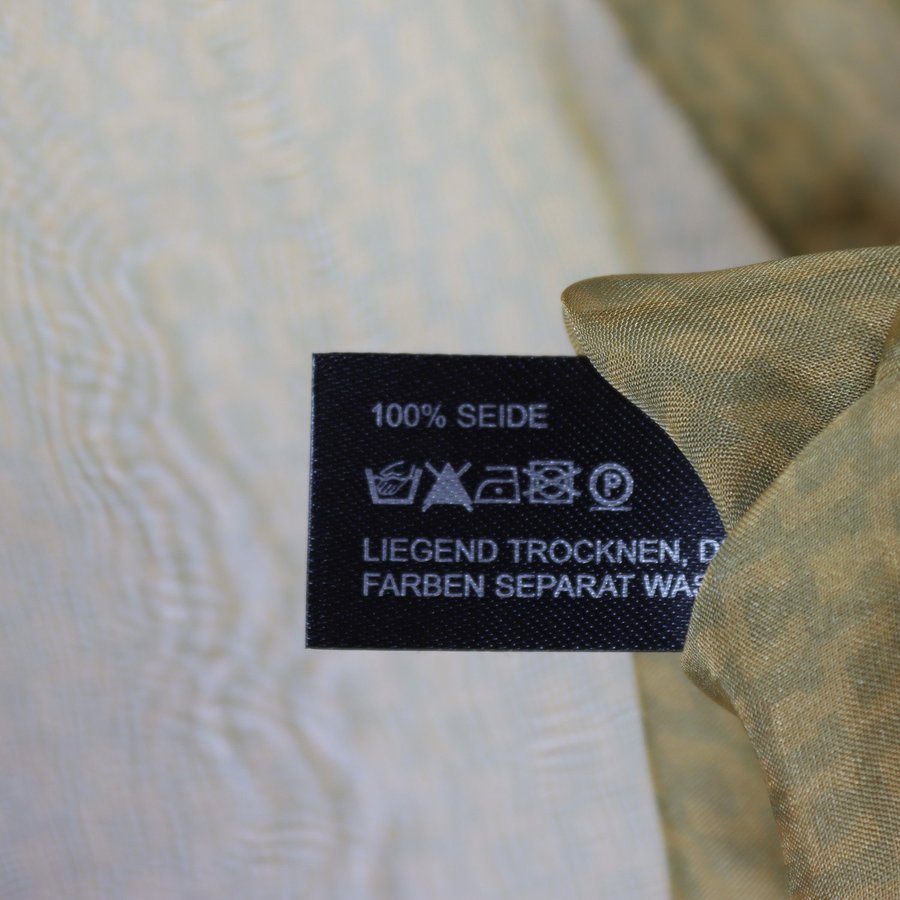 100% SEIDE
P
LIEGEND TROCKNEN,
FARBEN SEPARAT